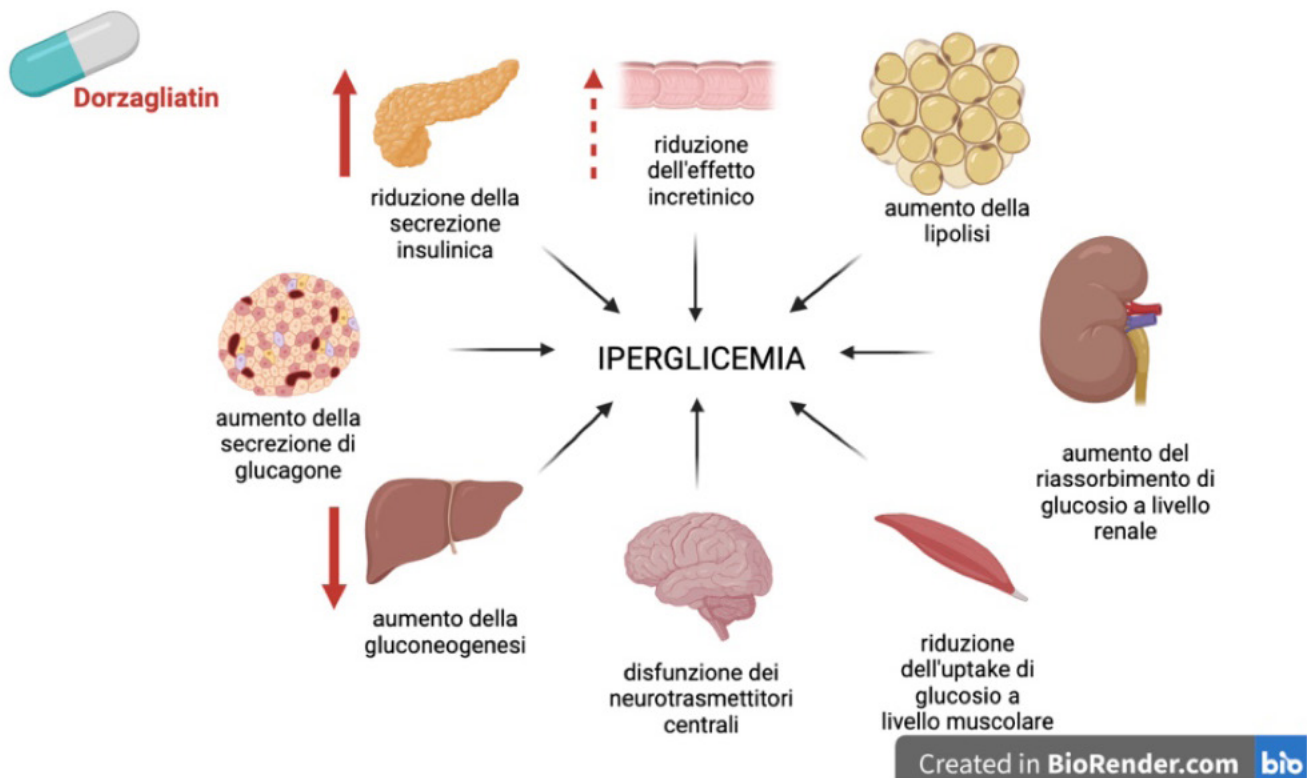 Dorzagliatin
riduzione della
secrezione
insulinica
riduzione
dell'effetto
incretinico
aumento della
lipolisi
aumento della
secrezione di
glucagone
IPERGLICEMIA
aumento del
riassorbimento di
glucosio a livello
renale
aumento della
gluconeogenesi
disfunzione dei
neurotrasmettitori
centrali
riduzione
dell'uptake di
glucosio a
livello muscolare
Created in BioRender.com bio